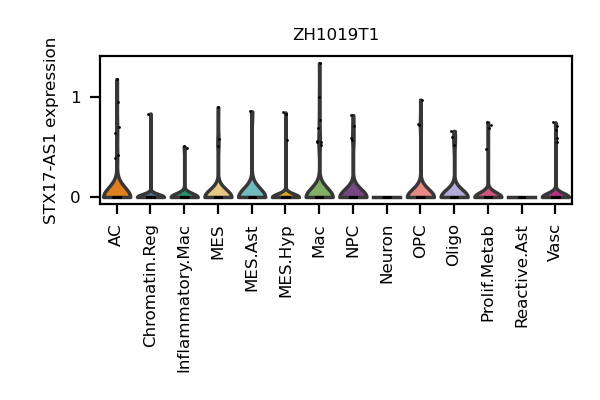 ZH1019T1
STX17-AS1 expression
1
0
AC
Chromatin.Reg
Inflammatory.Mac
MES
MES.Ast
MES.Hyp
Mac
NPC
Neuron
OPC
Oligo
Prolif.Metab
Reactive.Ast
Vasc